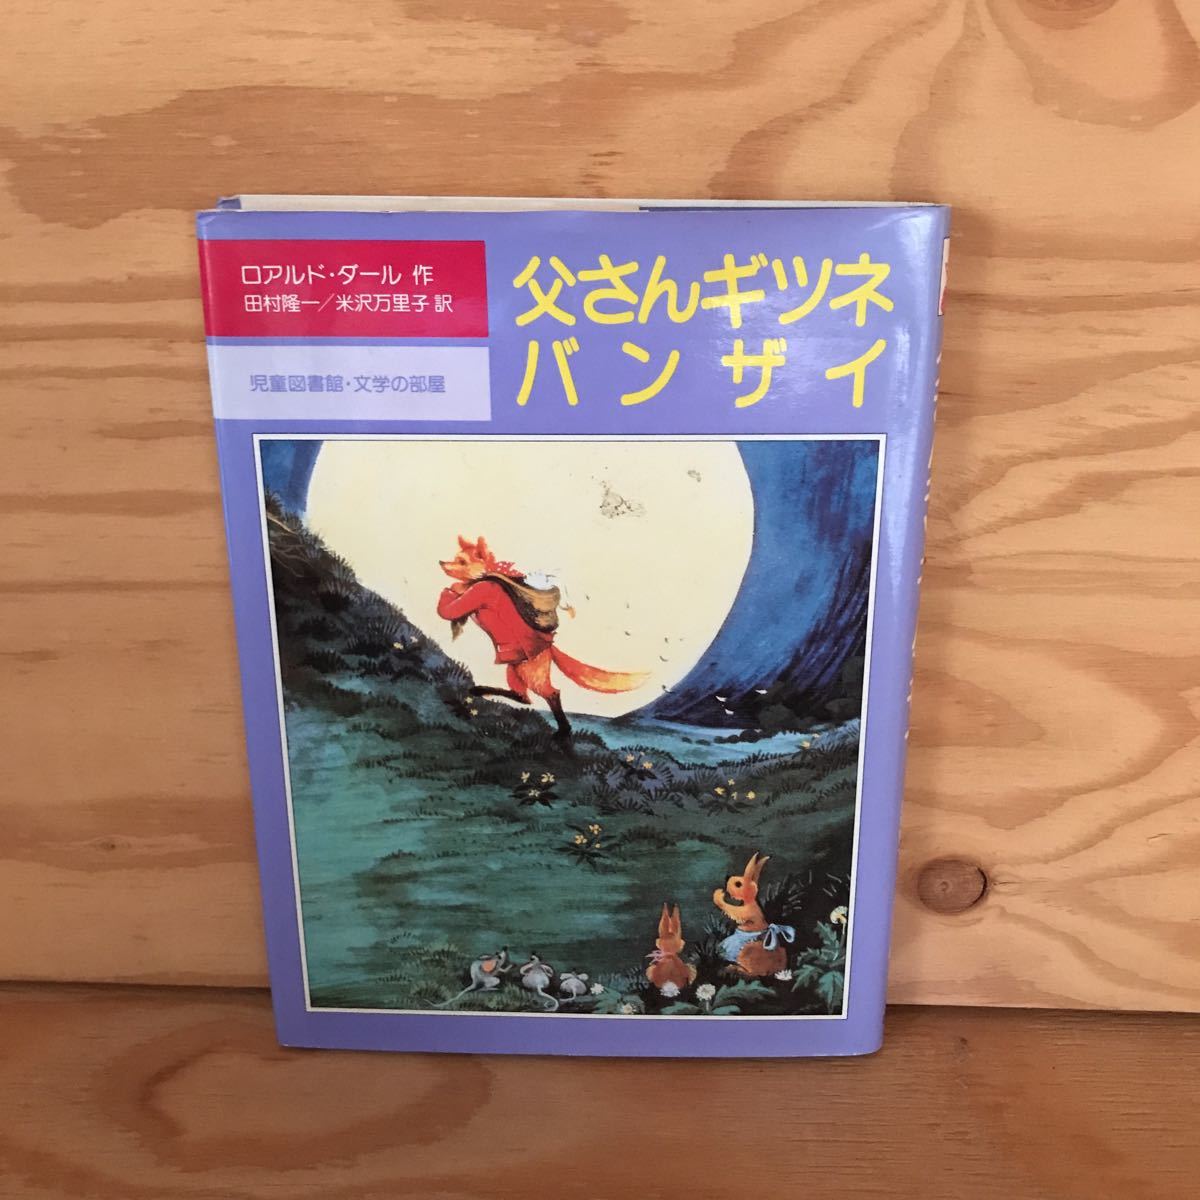 ロアルド・ダール 作
田村隆一/米沢万里子 訳
児童図書館・文学の部屋
父さんギツネ
バンザイ